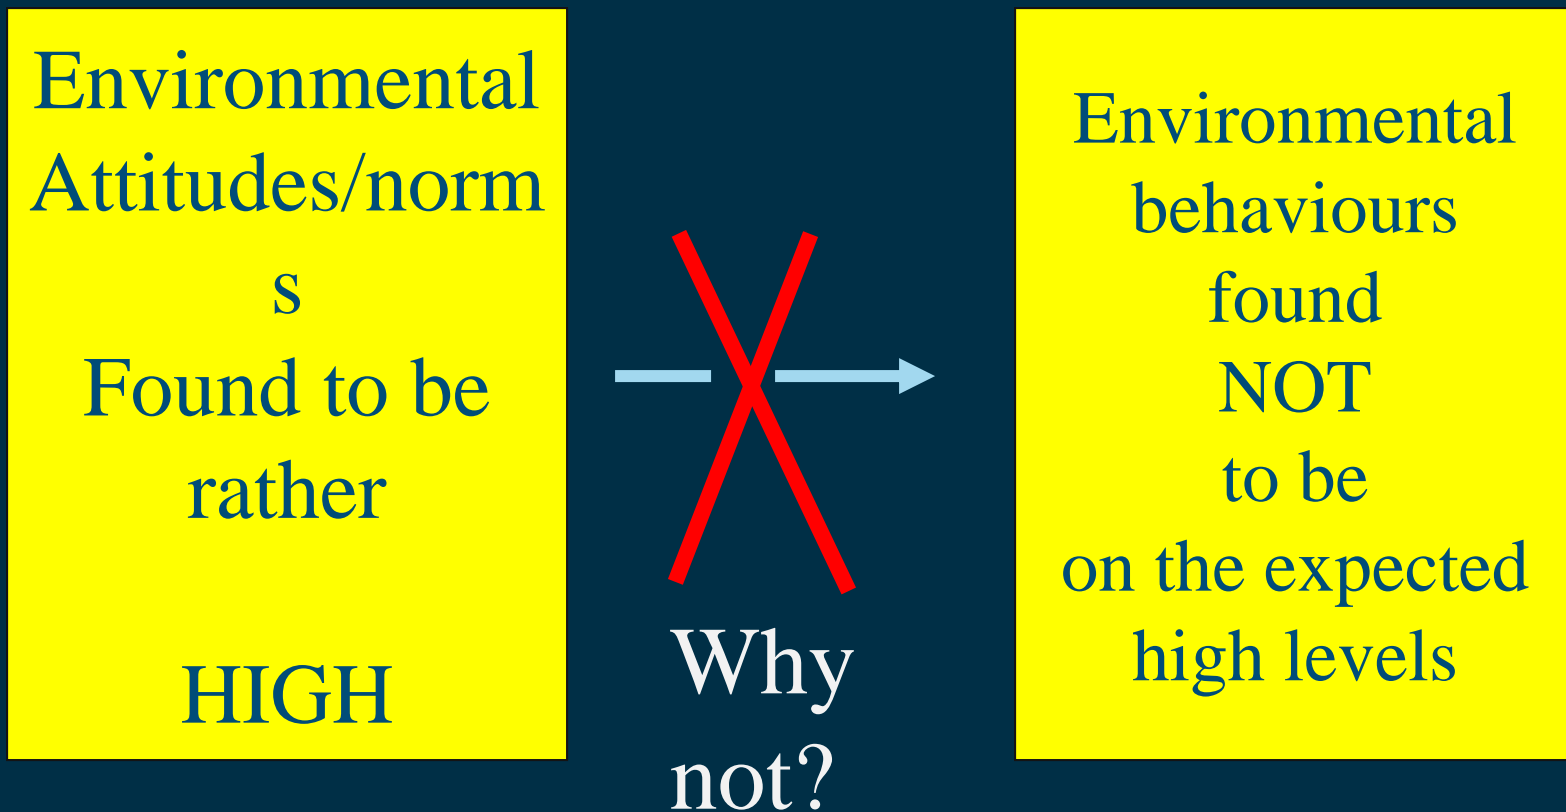 Environmental
Attitudes/norm
s
Found to be
rather
HIGH
Why
not?
Environmental
behaviours
found
NOT
to be
on the expected
high levels